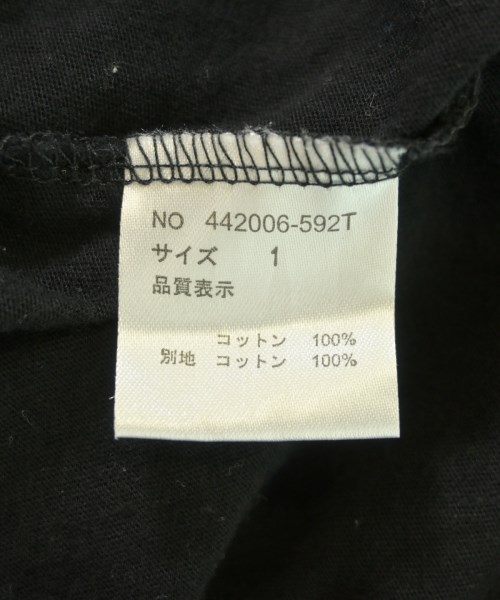 NO 442006-592T
サイズ 1
品質表示
コットン 100%
別地 コットン 100%